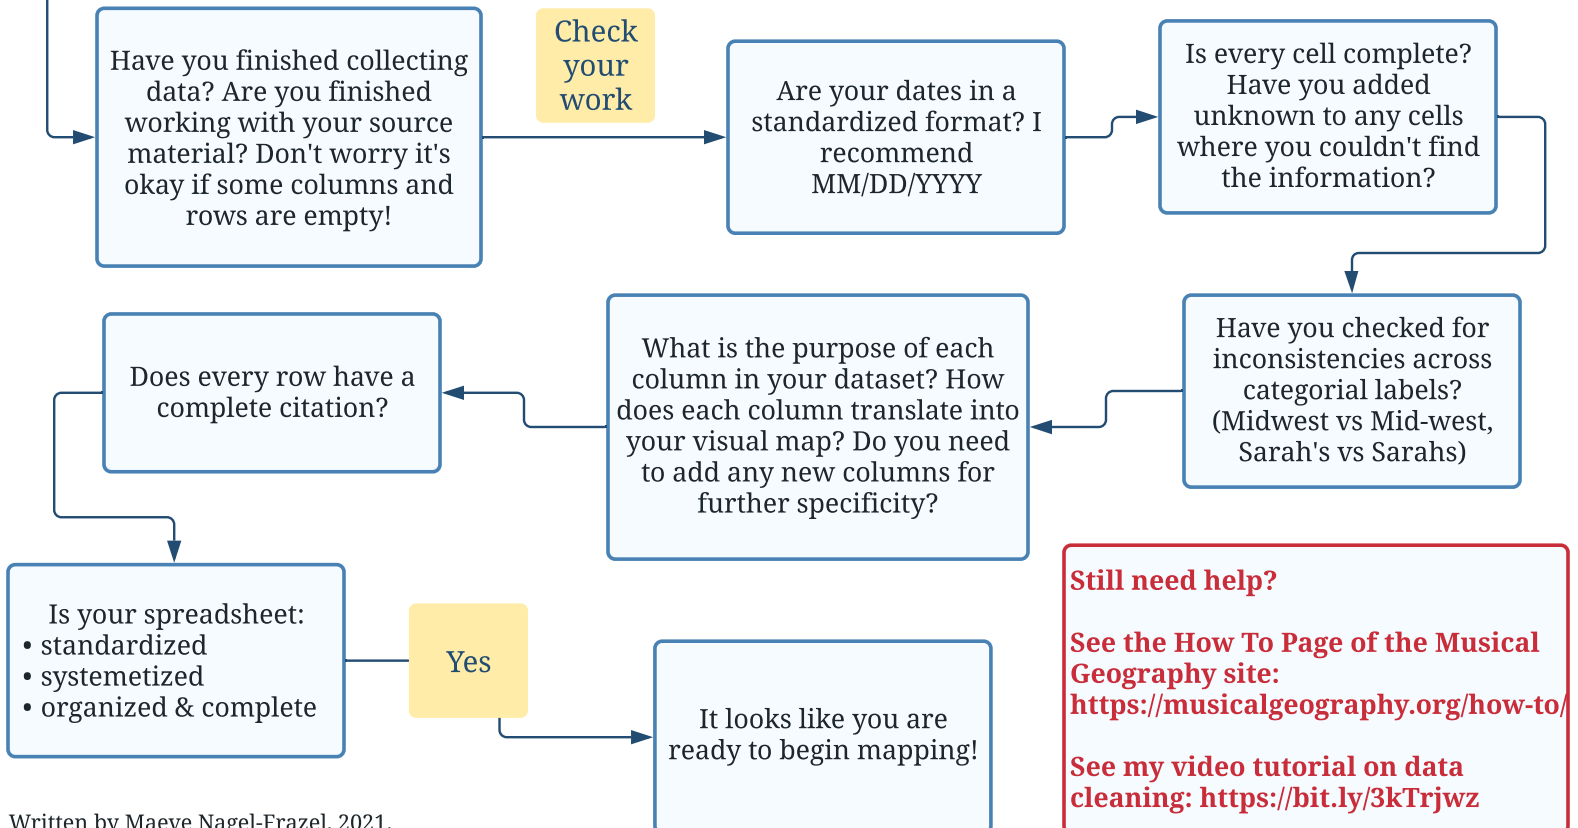 Have you finished collecting
data? Are you finished
working with your source
material? Don't worry it's
okay if some columns and
rows are empty!
Check
your
work
Are your dates in a
standardized format? I
recommend
MM/DD/YYYY
Is every cell complete?
Have you added
unknown to any cells
where you couldn't find
the information?
Have you checked for
inconsistencies across
categorial labels?
(Midwest vs Mid-west,
Sarah's vs Sarahs)
What is the purpose of each
column in your dataset? How
does each column translate into
your visual map? Do you need
to add any new columns for
further specificity?
Does every row have a
complete citation?
Is your spreadsheet:
• standardized
• systemetized
• organized & complete
Yes
It looks like you are
ready to begin mapping!
Still need help?
See the How To Page of the Musical
Geography site:
https://musicalgeography.org/how-to/
See my video tutorial on data
cleaning: https://bit.ly/3kTrjwz
Written by Maeve Nagel-Frazel, 2021.